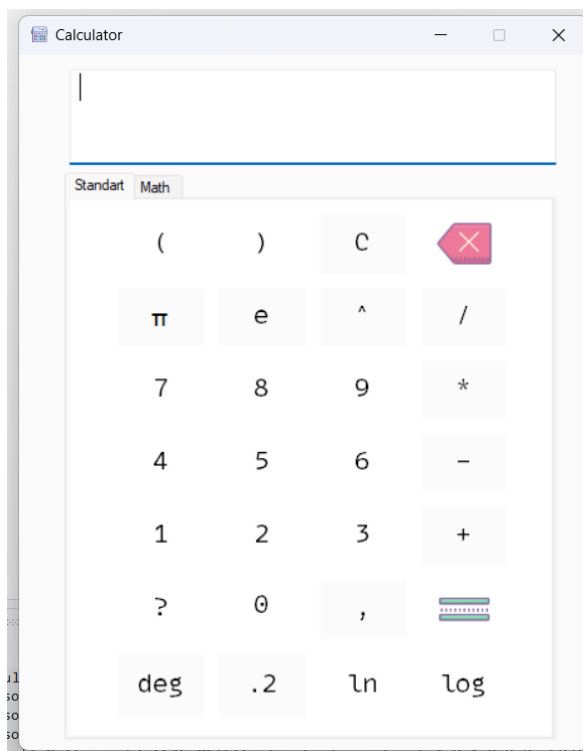 Calculator
Standart Math
( ) C
π e ^ /
7 8 9 *
4 5 6 −
1 2 3 +
? 0 ,
deg .2 ln log